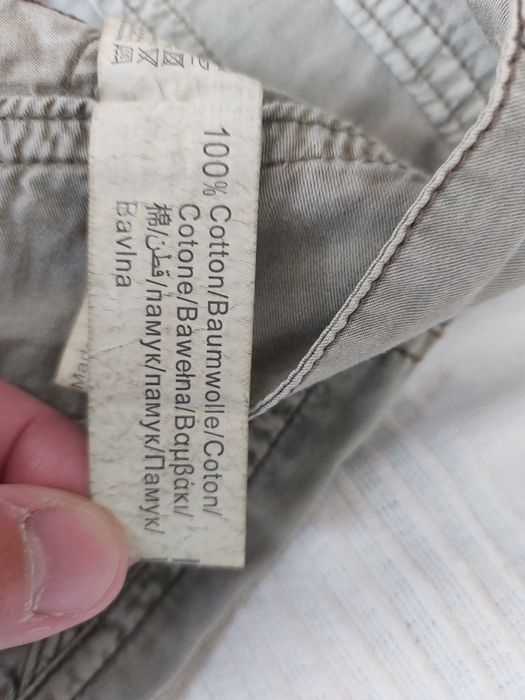 100% Cotton/Baumwolle/Coton/
Cotone/Bawełna/Βαμβάκι/
棉/قطن/памук/памук/Памук/
Bavlna